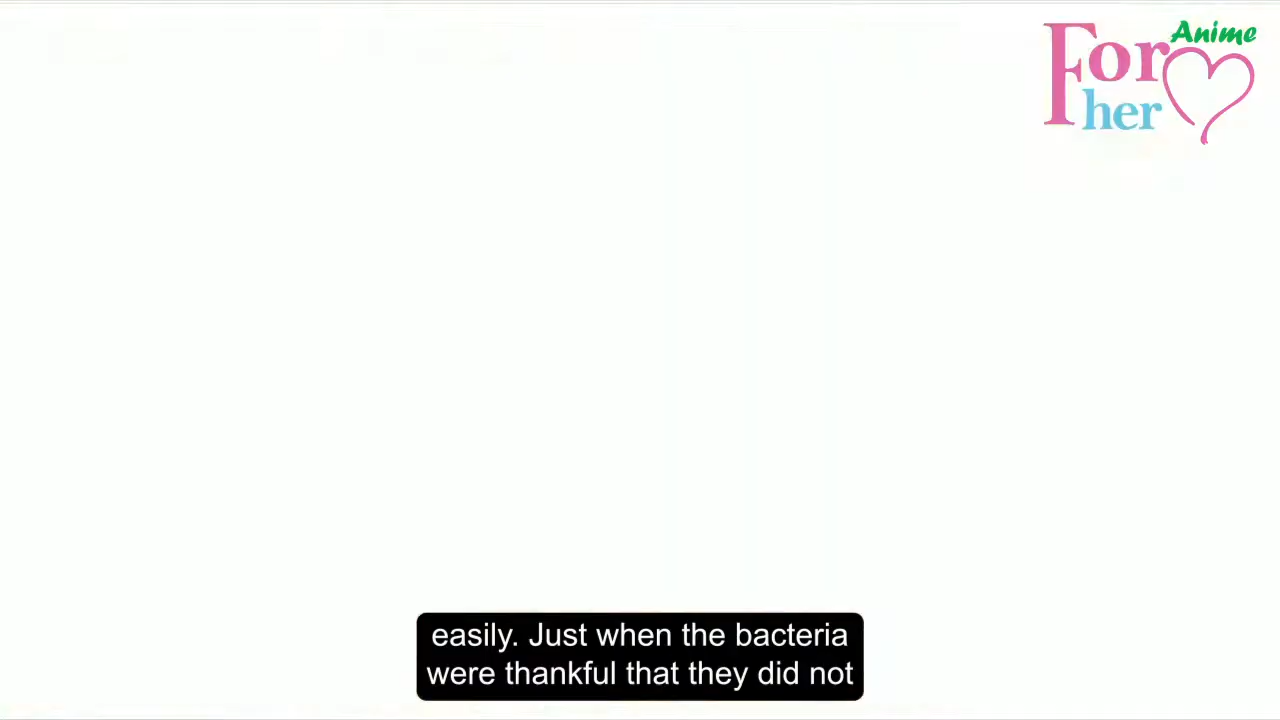 Anime
For
her
easily. Just when the bacteria
were thankful that they did not